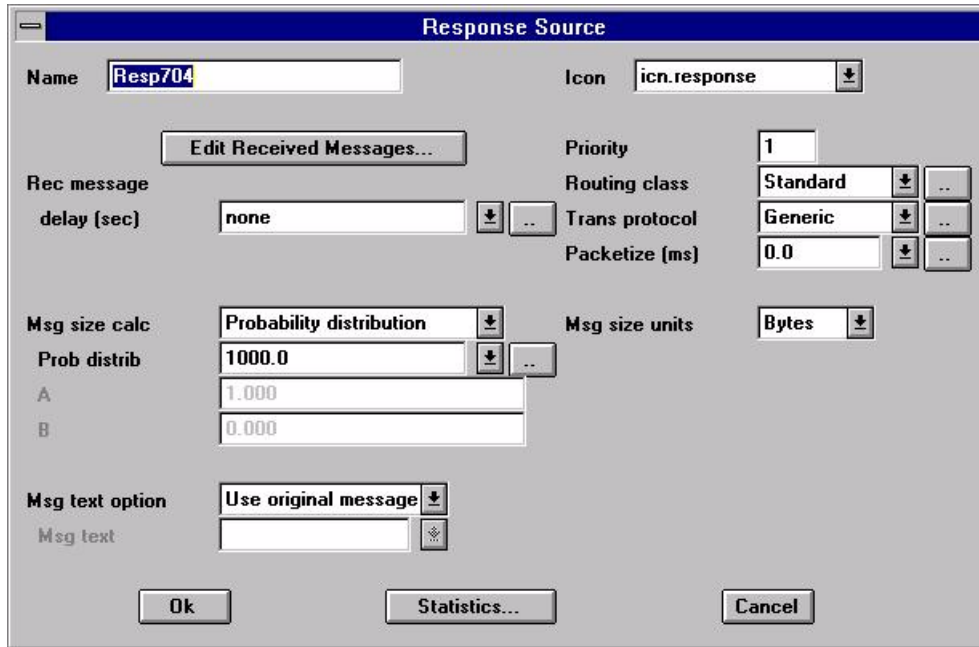 Response Source
Name Resp704 Icon icn.response
Edit Received Messages... Priority 1
Rec message Routing class Standard ..
delay (sec) none .. Trans protocol Generic ..
Packetize (ms) 0.0 ..
Msg size calc Probability distribution Msg size units Bytes
Prob distrib 1000.0 ..
A 1.000
B 0.000
Msg text option Use original message
Msg text
Ok Statistics... Cancel